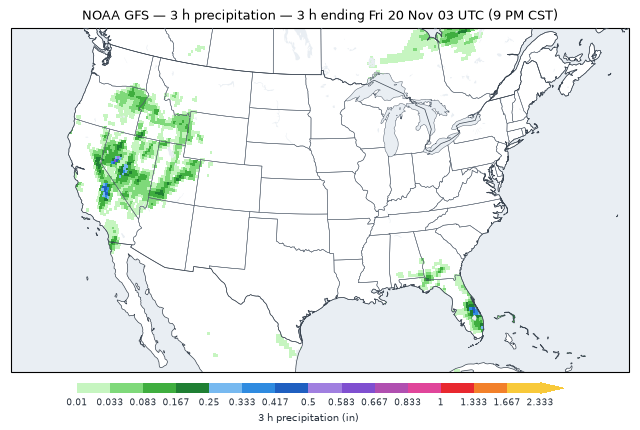 NOAA GFS — 3 h precipitation — 3 h ending Fri 20 Nov 03 UTC (9 PM CST)
0.01 0.033 0.083 0.167 0.25 0.333 0.417 0.5 0.583 0.667 0.833 1 1.333 1.667 2.333
3 h precipitation (in)